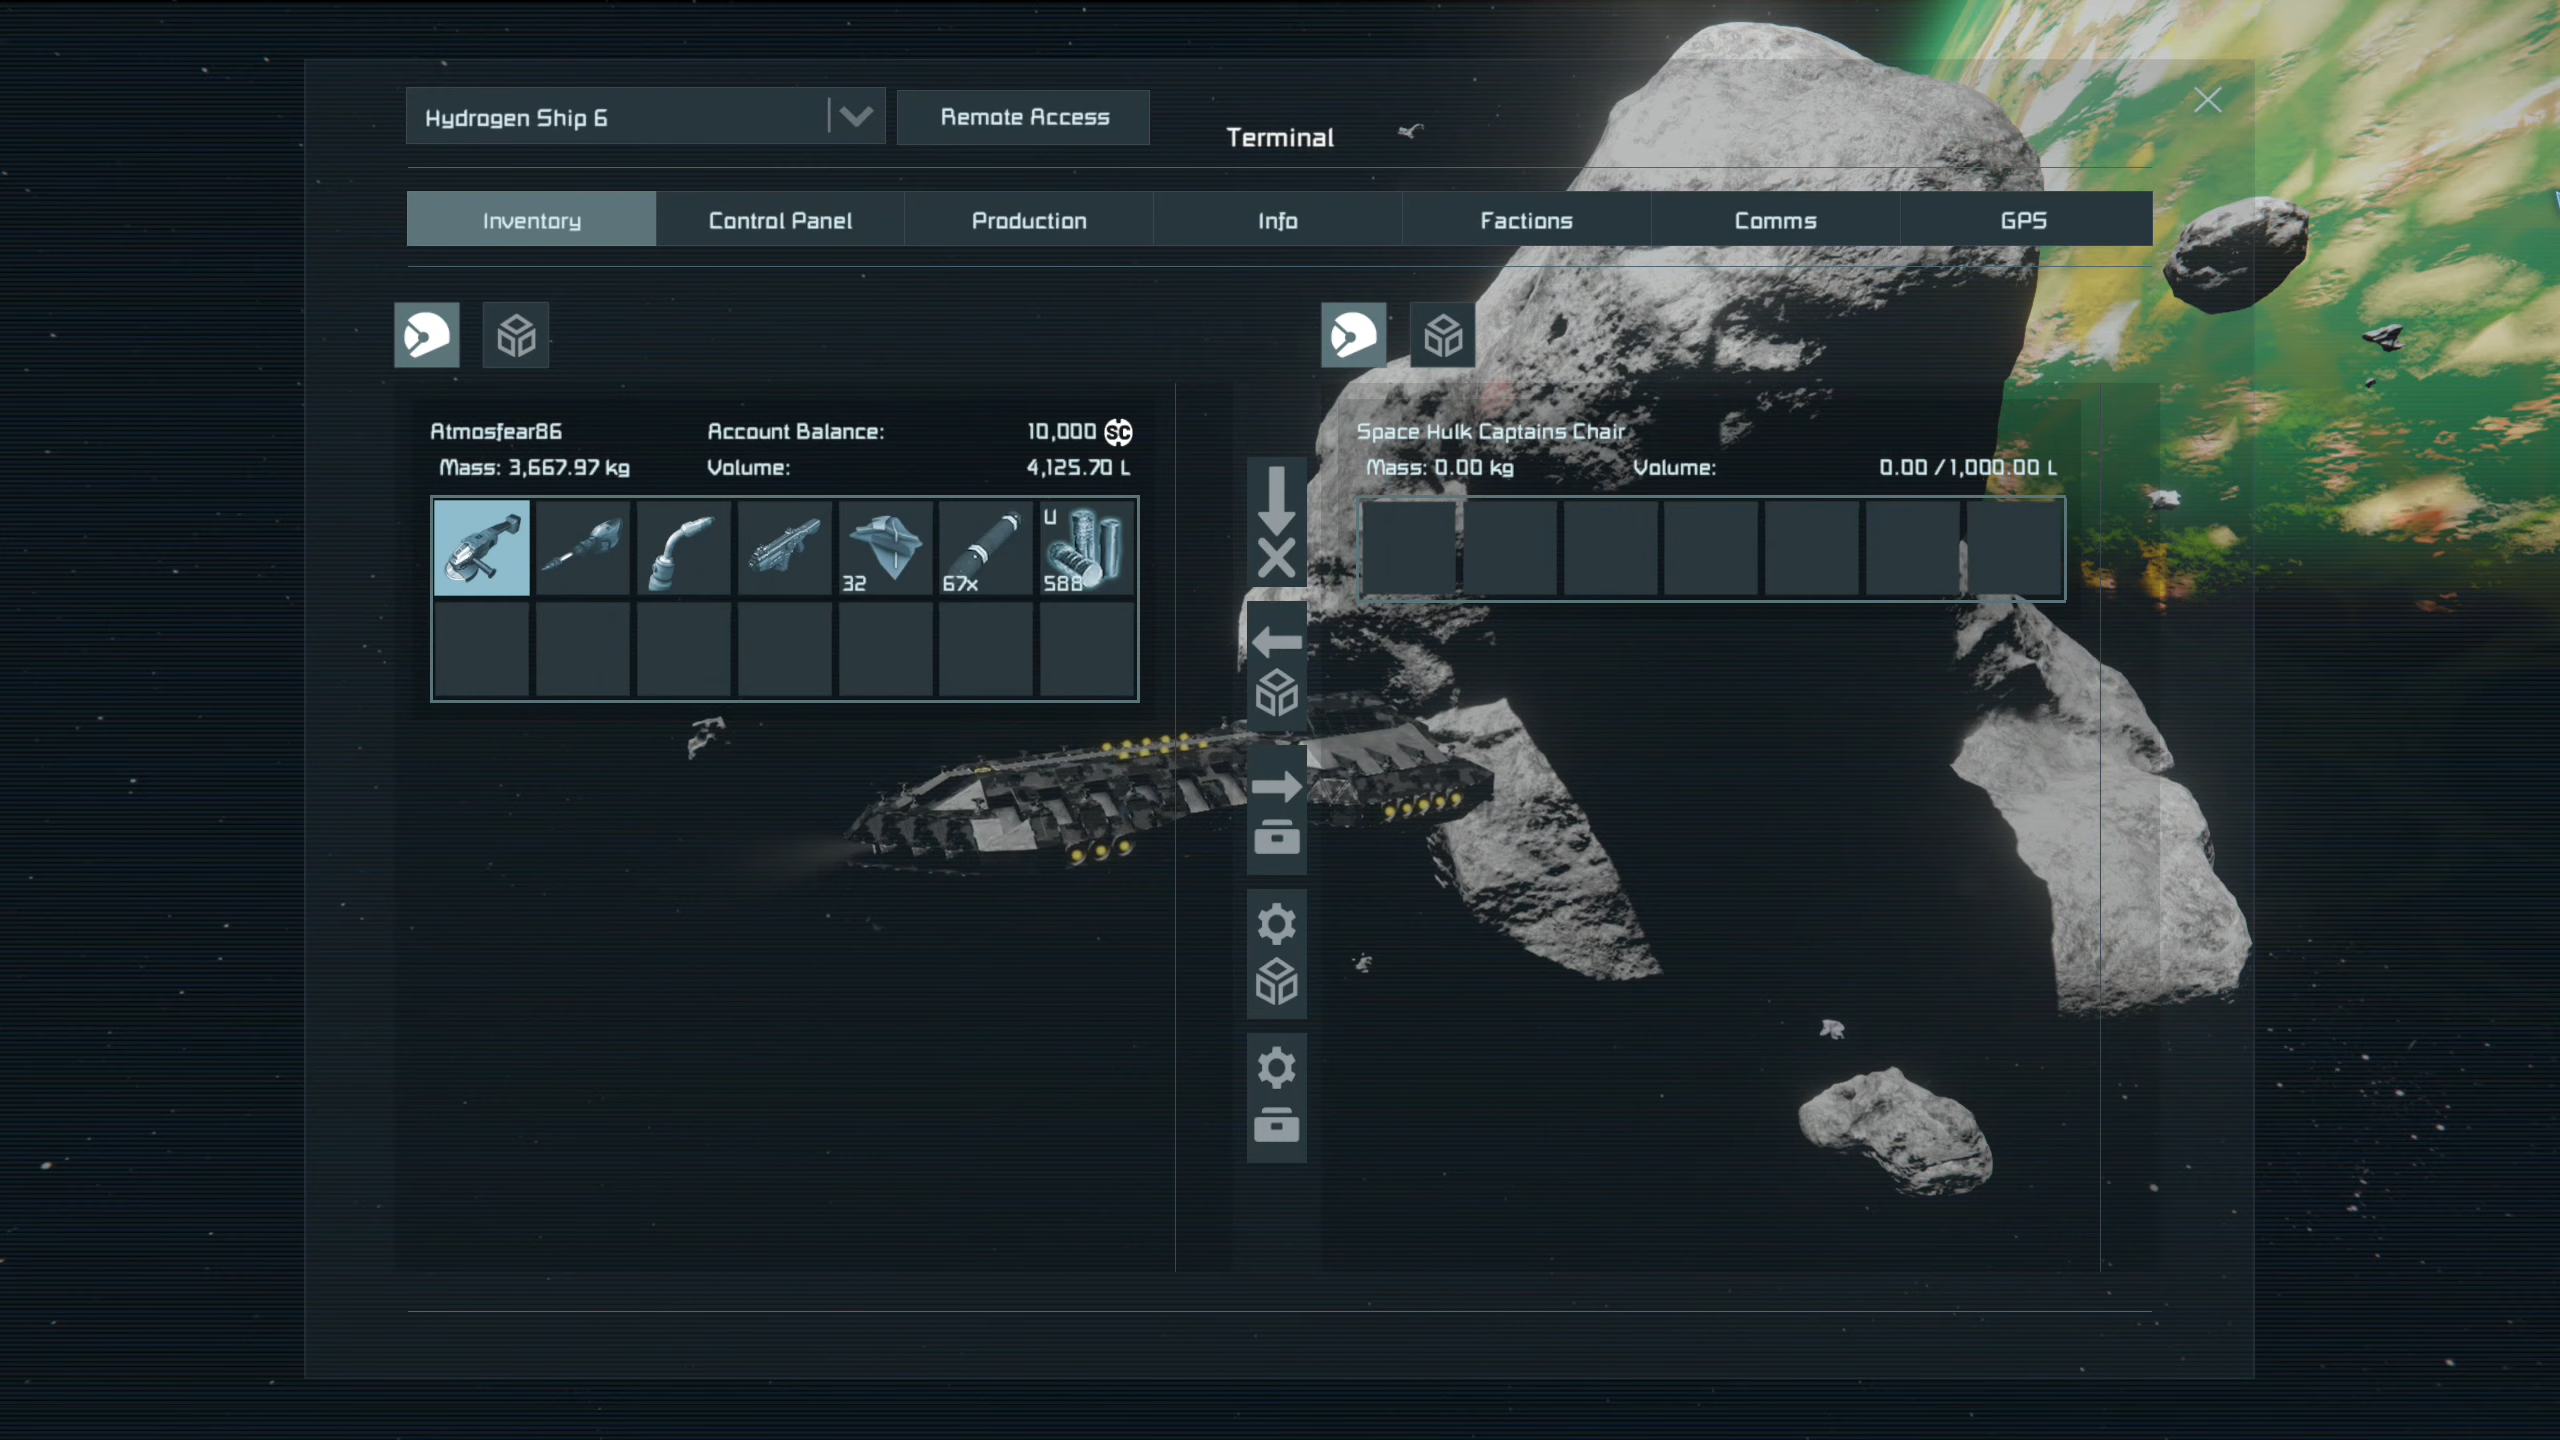 Hydrogen Ship 6
Remote Access
Terminal
Inventory
Control Panel
Production
Info
Factions
Comms
GPS
Atmosfear86
Account Balance:
10,000 SC
Mass: 3,667.97 kg
Volume:
4,125.70 L
32
67x
U
588
Space Hulk Captains Chair
Mass: 0.00 kg
Volume:
0.00 / 1,000.00 L